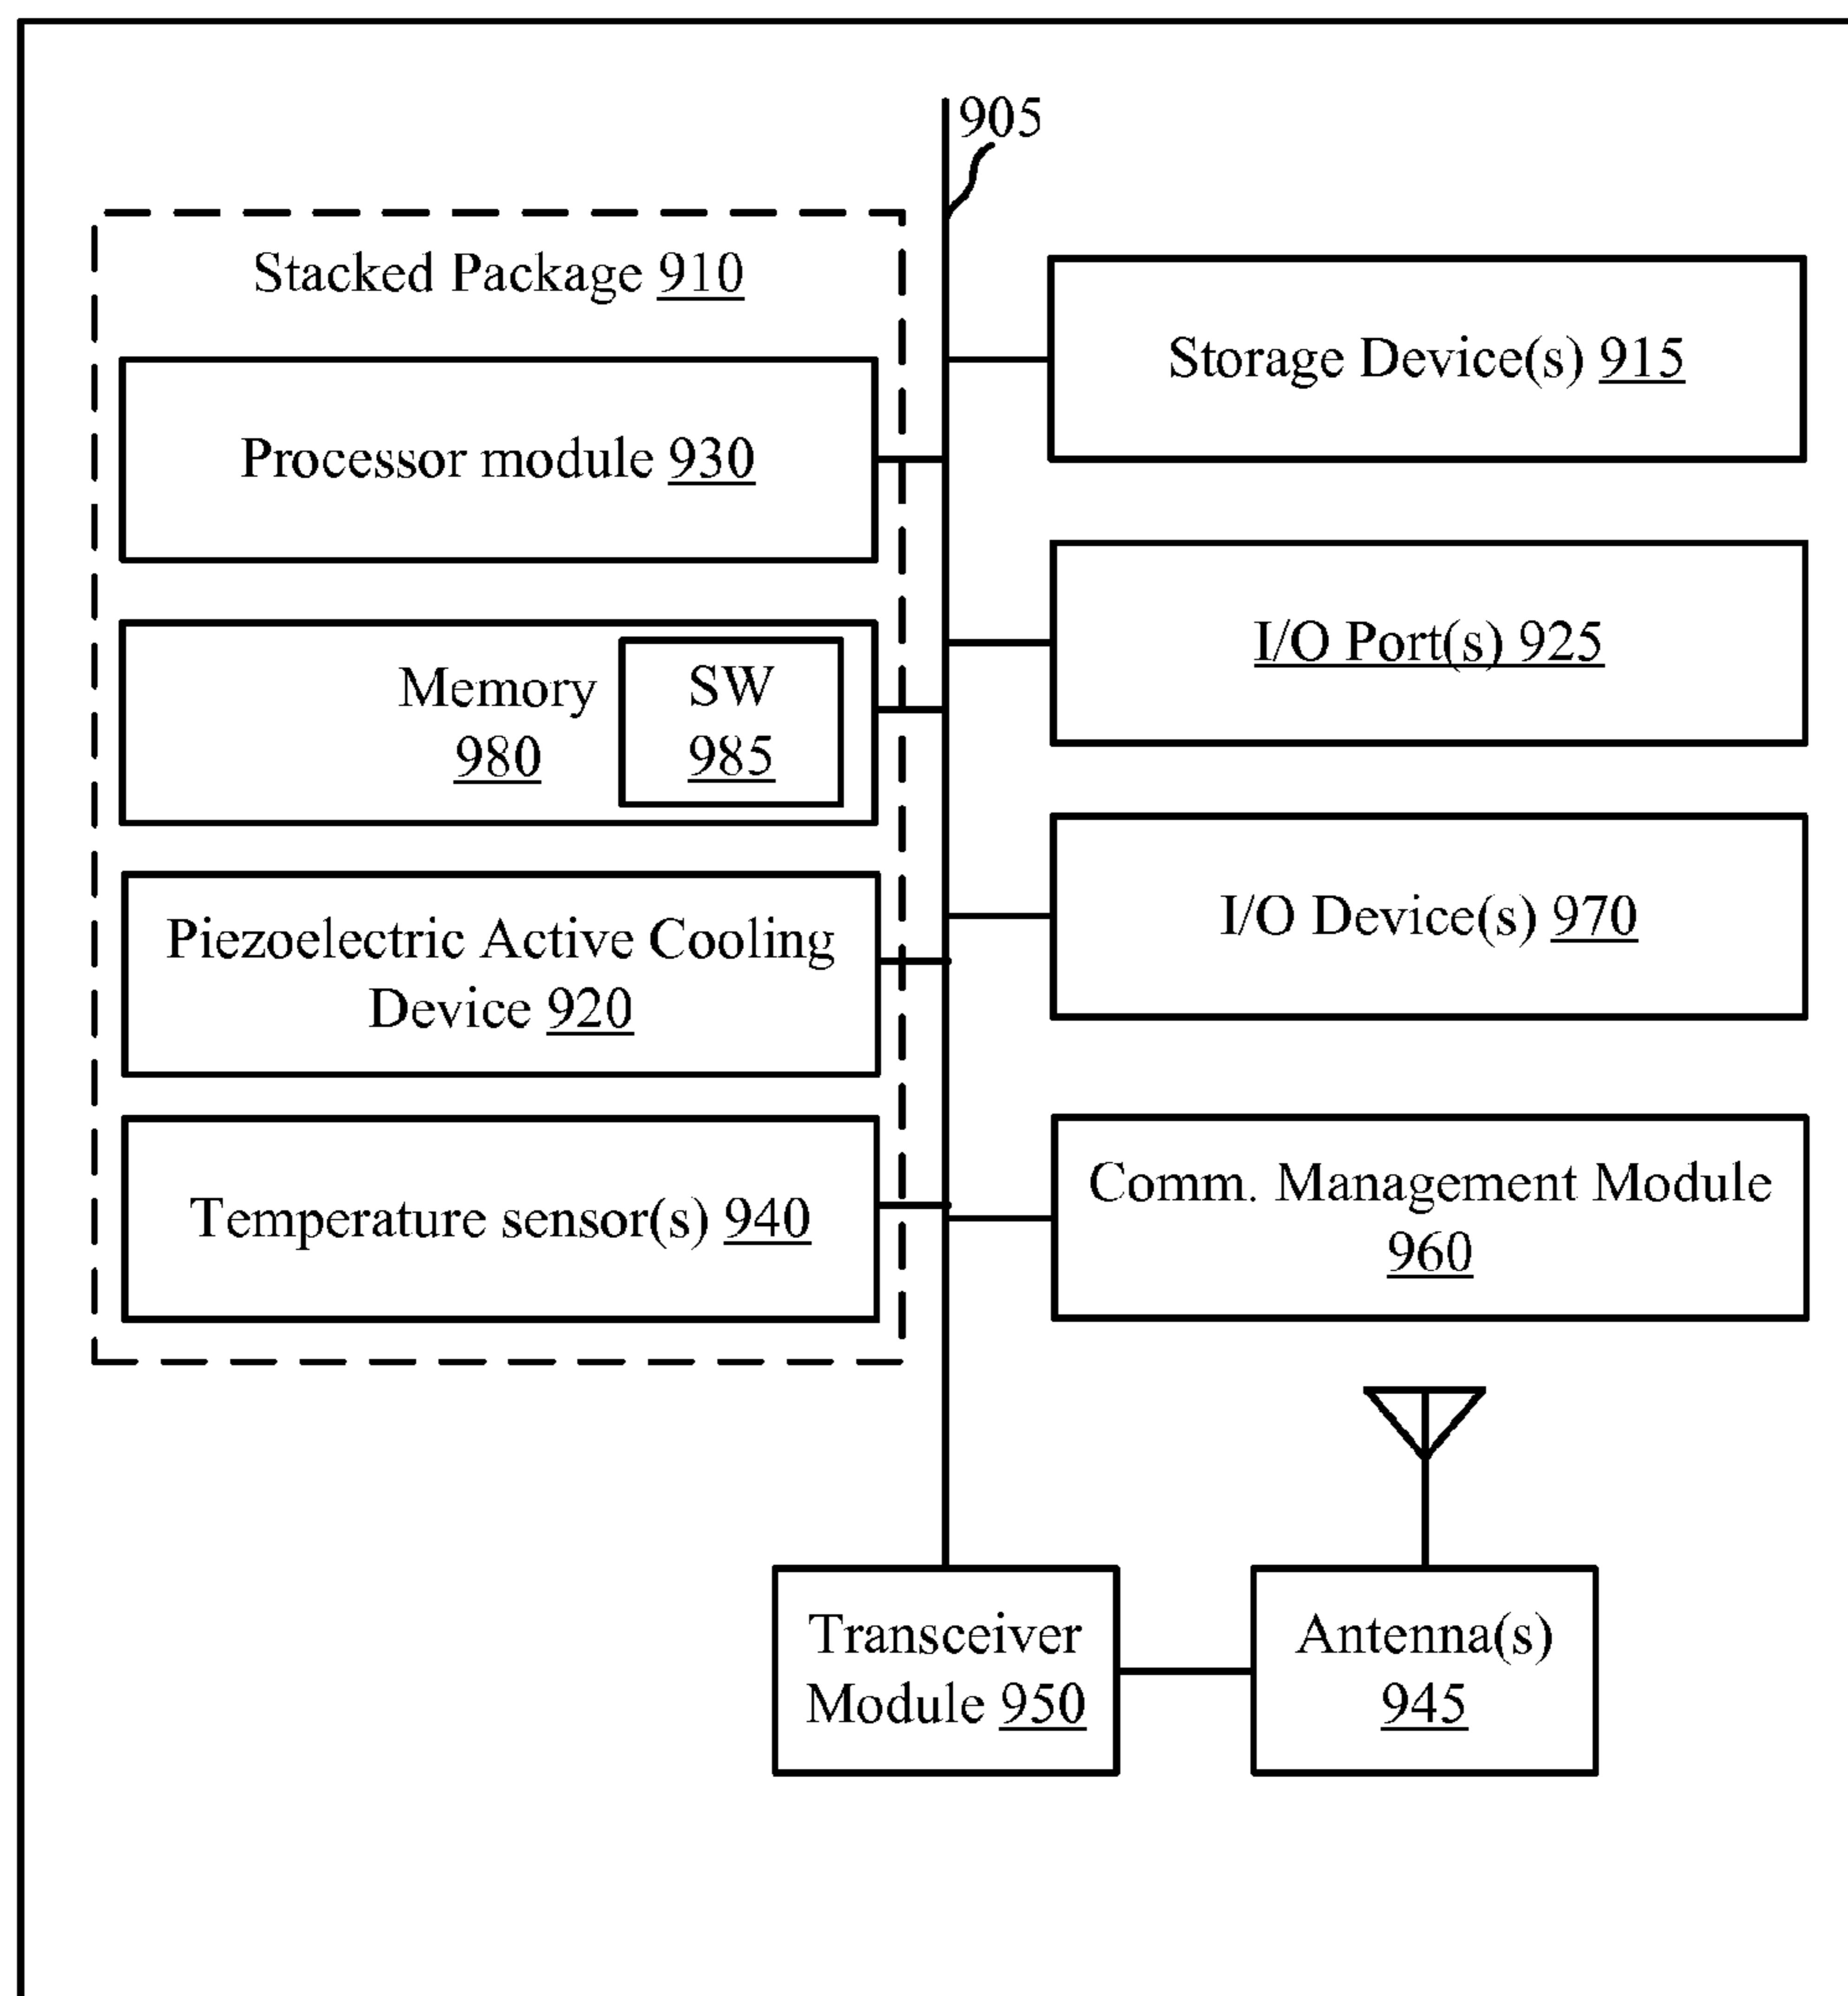 905
Stacked Package 910
Processor module 930
Memory
980
SW
985
Piezoelectric Active Cooling
Device 920
Temperature sensor(s) 940
Storage Device(s) 915
I/O Port(s) 925
I/O Device(s) 970
Comm. Management Module
960
Transceiver
Module 950
Antenna(s)
945